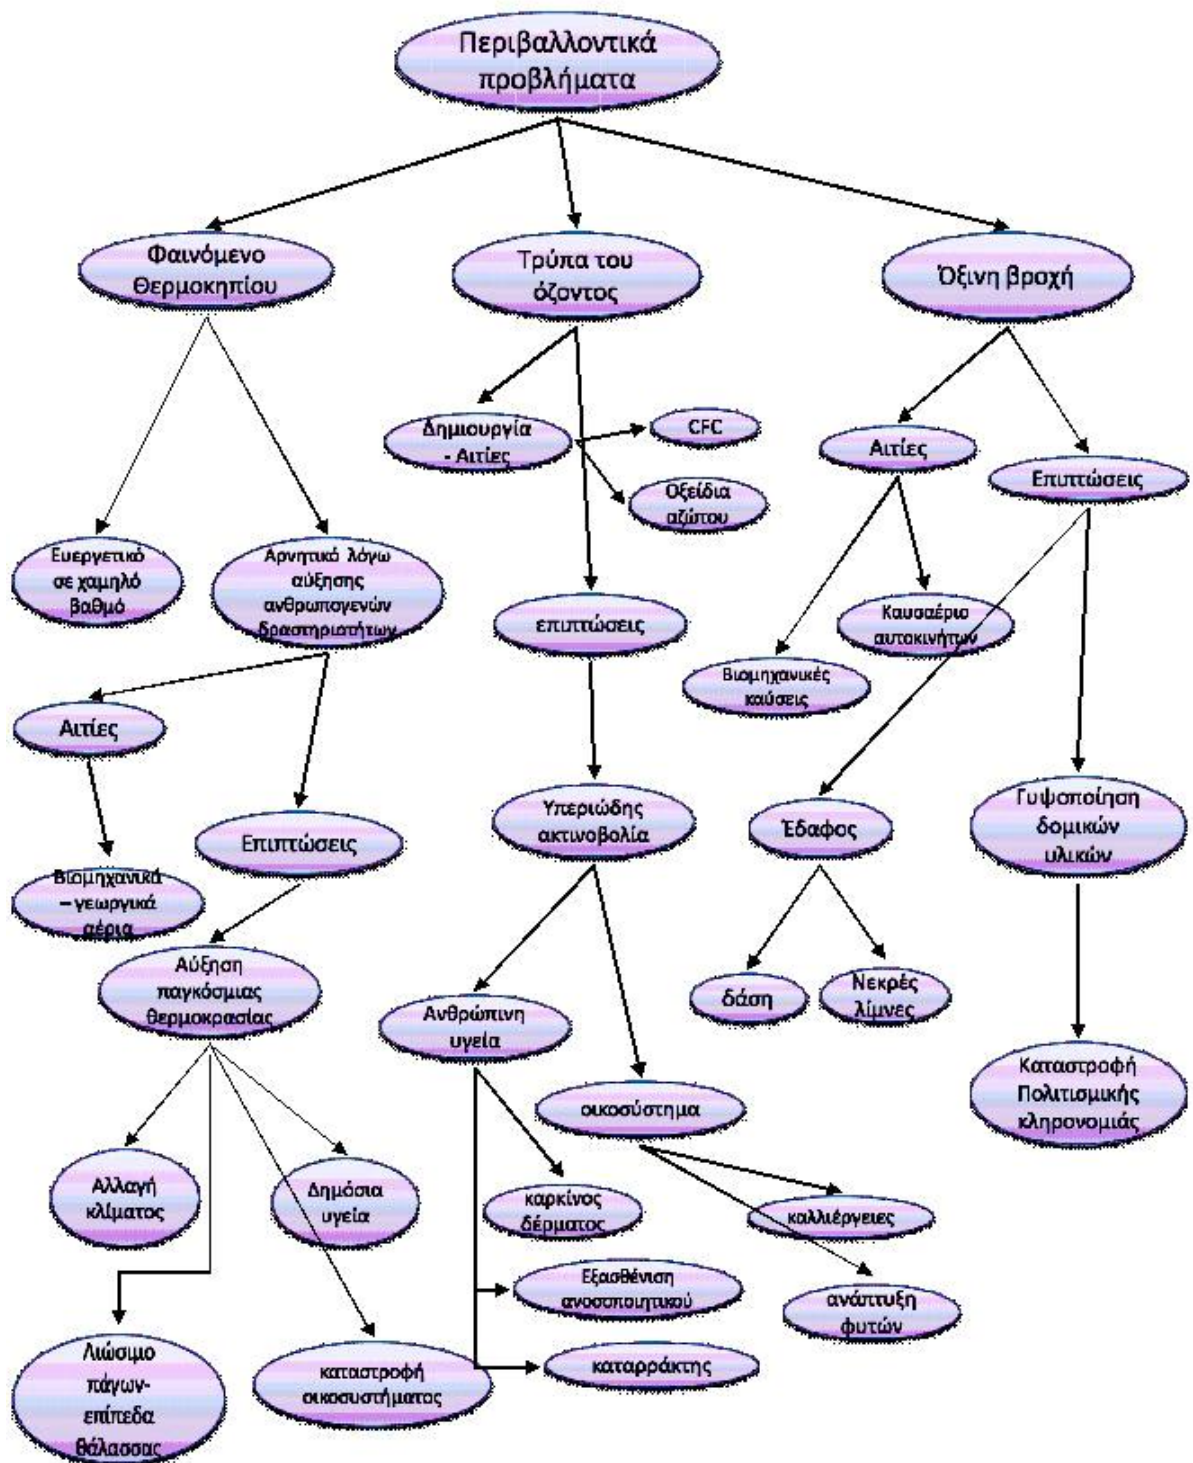 Περιβαλλοντικά
προβλήματα
Φαινόμενο
Θερμοκηπίου
Τρύπα του
όζοντος
Όξινη βροχή
Δημιουργία
- Αιτίες
CFC
Οξείδια
αζώτου
Αιτίες
Επιπτώσεις
Ευεργετικό
σε χαμηλό
βαθμό
Αρνητικό λόγω
αύξησης
ανθρωπογενών
δραστηριοτήτων
επιπτώσεις
Καυσαέριο
αυτοκινήτων
Βιομηχανικές
καύσεις
Αιτίες
Επιπτώσεις
Υπεριώδης
ακτινοβολία
Έδαφος
Γυψοποίηση
δομικών
υλικών
Βιομηχανικά
– γεωργικά
αέρια
Αύξηση
παγκόσμιας
θερμοκρασίας
Ανθρώπινη
υγεία
δάση
Νεκρές
λίμνες
οικοσύστημα
Καταστροφή
Πολιτισμικής
κληρονομιάς
Αλλαγή
κλίματος
Δημόσια
υγεία
καρκίνος
δέρματος
καλλιέργειες
Εξασθένιση
ανοσοποιητικού
ανάπτυξη
φυτών
Λιώσιμο
πάγων-
επίπεδα
θάλασσας
καταστροφή
οικοσυστήματος
καταρράκτης